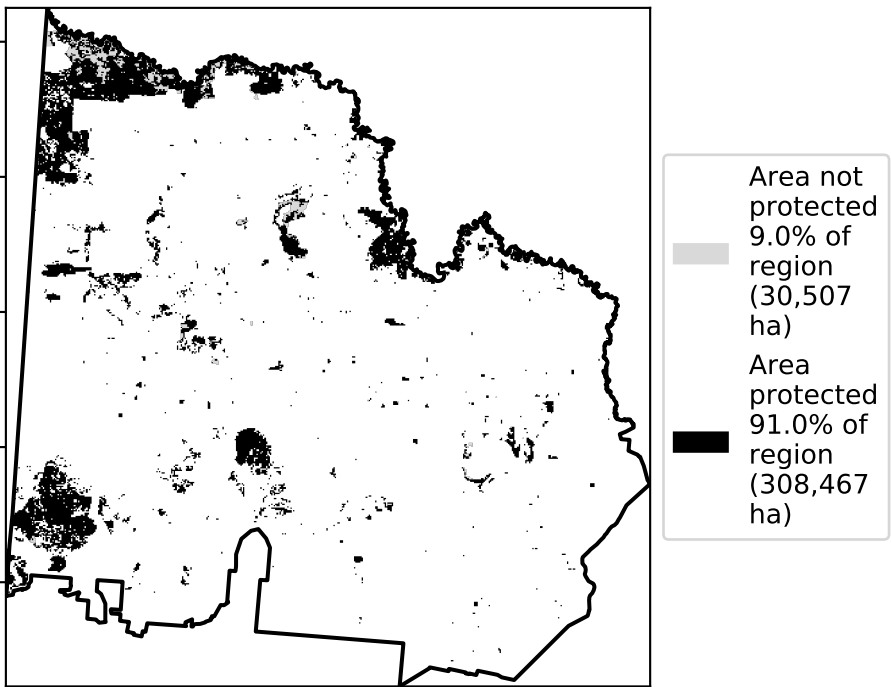 Area not
protected
9.0% of
region
(30,507
ha)
Area
protected
91.0% of
region
(308,467
ha)